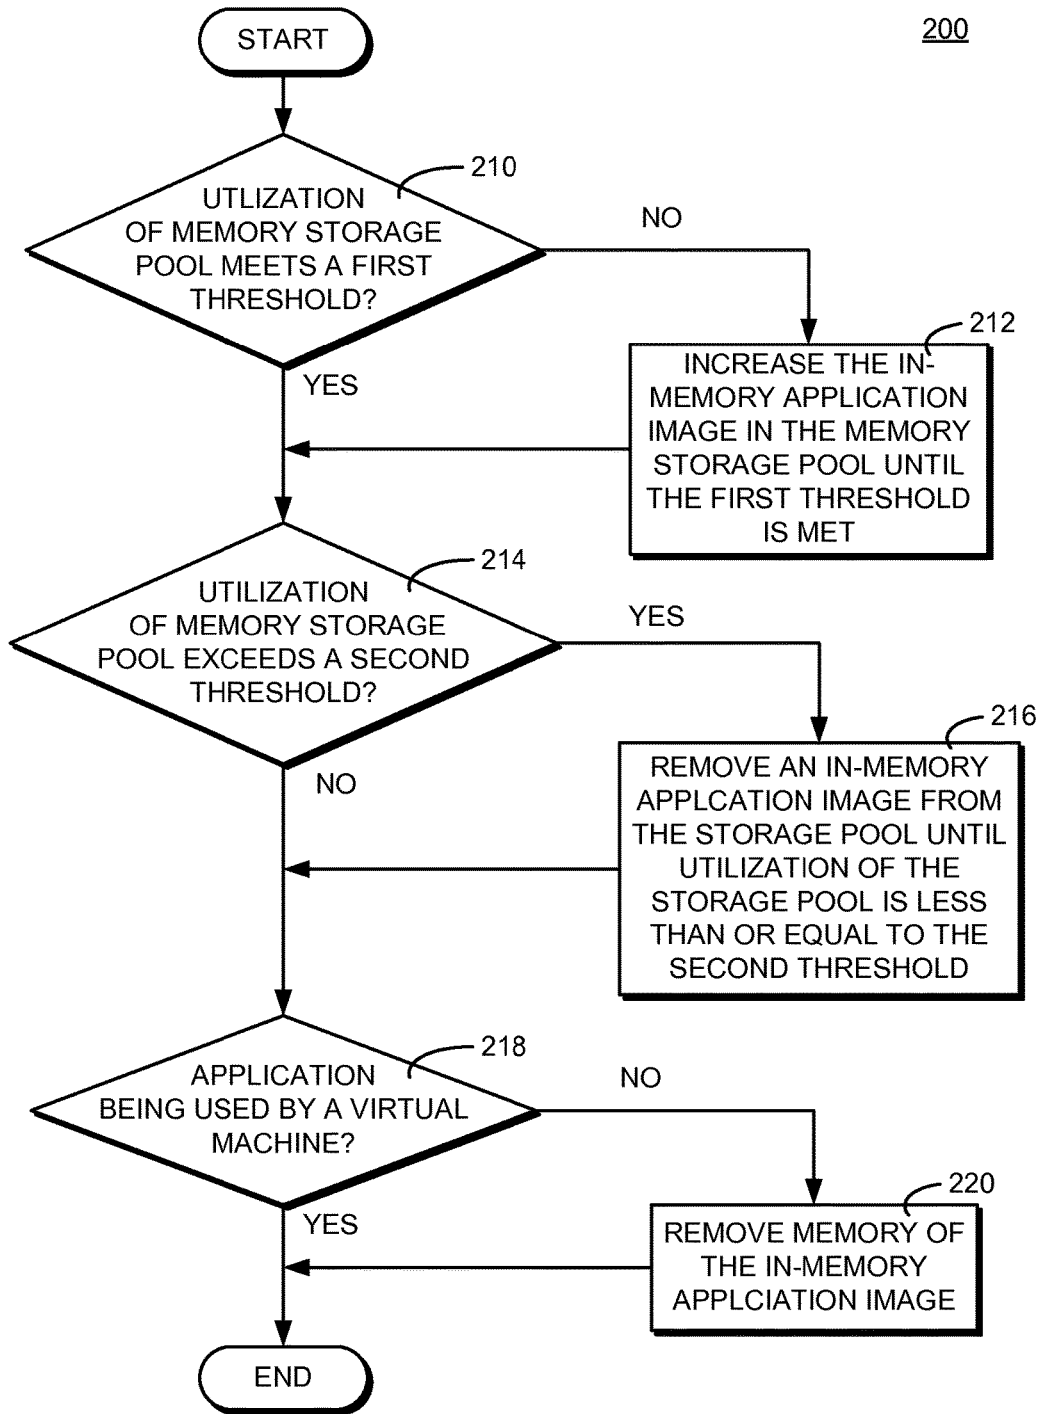 START
200
210
UTLIZATION
OF MEMORY STORAGE
POOL MEETS A FIRST
THRESHOLD?
NO
YES
212
INCREASE THE IN-
MEMORY APPLICATION
IMAGE IN THE MEMORY
STORAGE POOL UNTIL
THE FIRST THRESHOLD
IS MET
214
UTILIZATION
OF MEMORY STORAGE
POOL EXCEEDS A SECOND
THRESHOLD?
YES
NO
216
REMOVE AN IN-MEMORY
APPLCATION IMAGE FROM
THE STORAGE POOL UNTIL
UTILIZATION OF THE
STORAGE POOL IS LESS
THAN OR EQUAL TO THE
SECOND THRESHOLD
218
APPLICATION
BEING USED BY A VIRTUAL
MACHINE?
NO
YES
220
REMOVE MEMORY OF
THE IN-MEMORY
APPLCIATION IMAGE
END